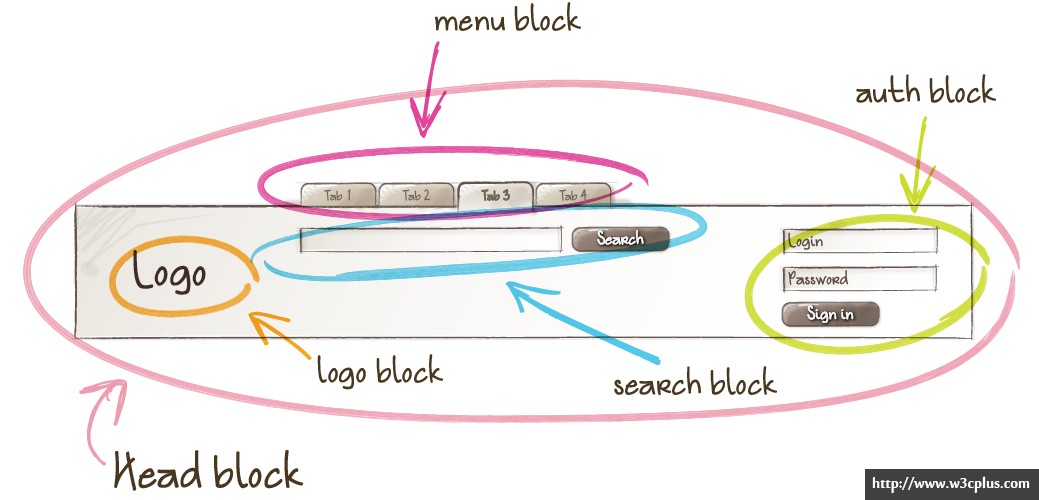 menu block
auth block
Tab 1
Tab 2
Tab 3
Tab 4
Logo
Search
Login
Password
Sign in
logo block
search block
Head block
http://www.w3cplus.com